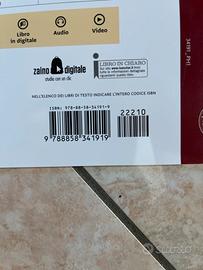 Libro
in digitale
Audio
Video
zaino digitale
studio con un clic
LIBRO IN CHIARO
NELL'ELENCO DEI LIBRI DI TESTO INDICARE L'INTERO CODICE ISBN
ISBN: 978-88-58-34191-9
22210
9 788858 341919
subito.it